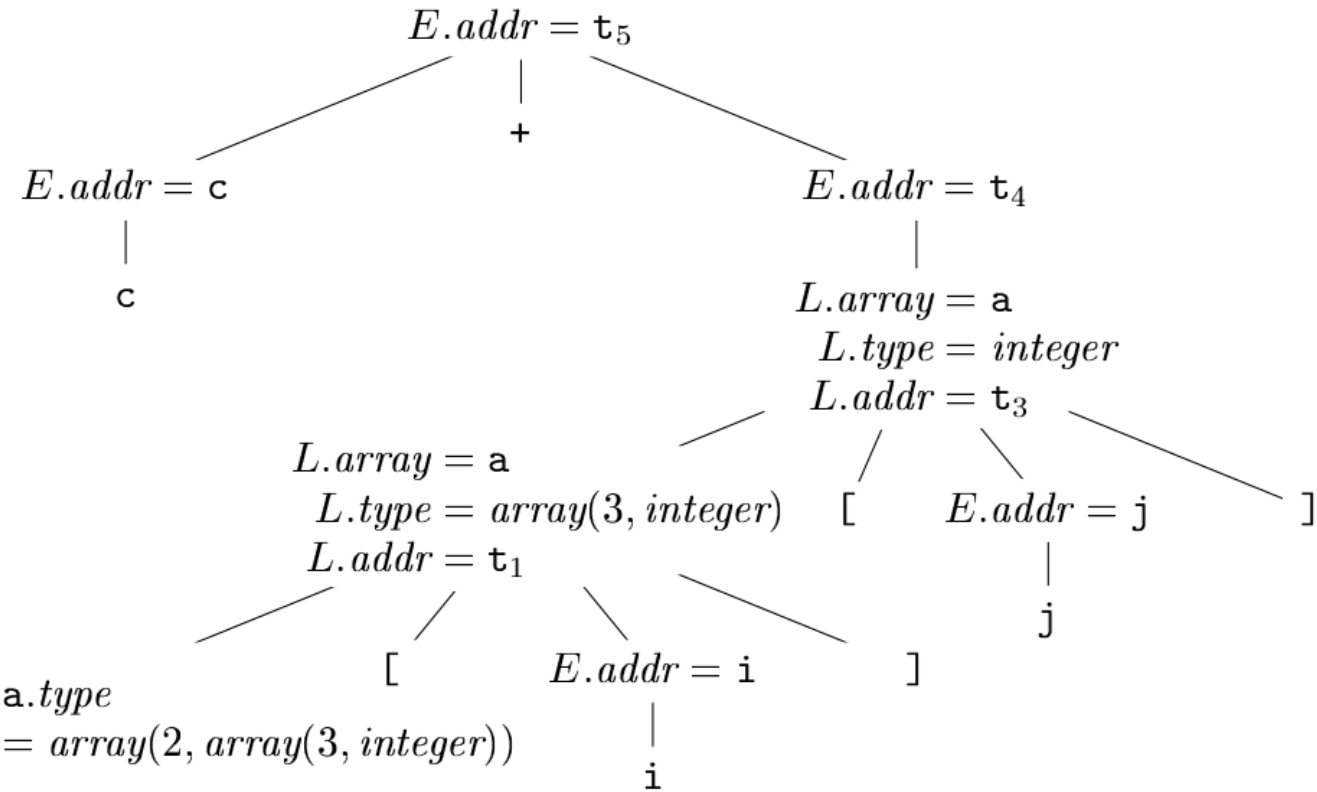 E.addr = t₅
+
E.addr = c
E.addr = t₄
c
L.array = a
L.type = integer
L.addr = t₃
L.array = a
L.type = array(3, integer)
L.addr = t₁
[
E.addr = j
]
j
a.type
= array(2, array(3, integer))
[
E.addr = i
]
i